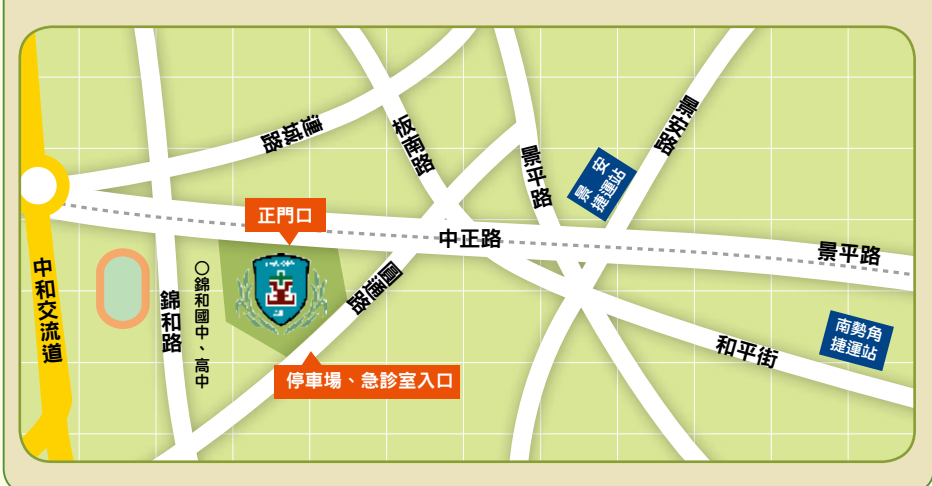 連城路
板南路
景安路
景平路
景安
捷運站
正門口
中正路
景平路
中和交流道
錦和路
○錦和國中、高中
圓通路
南勢角
捷運站
和平街
停車場、急診室入口